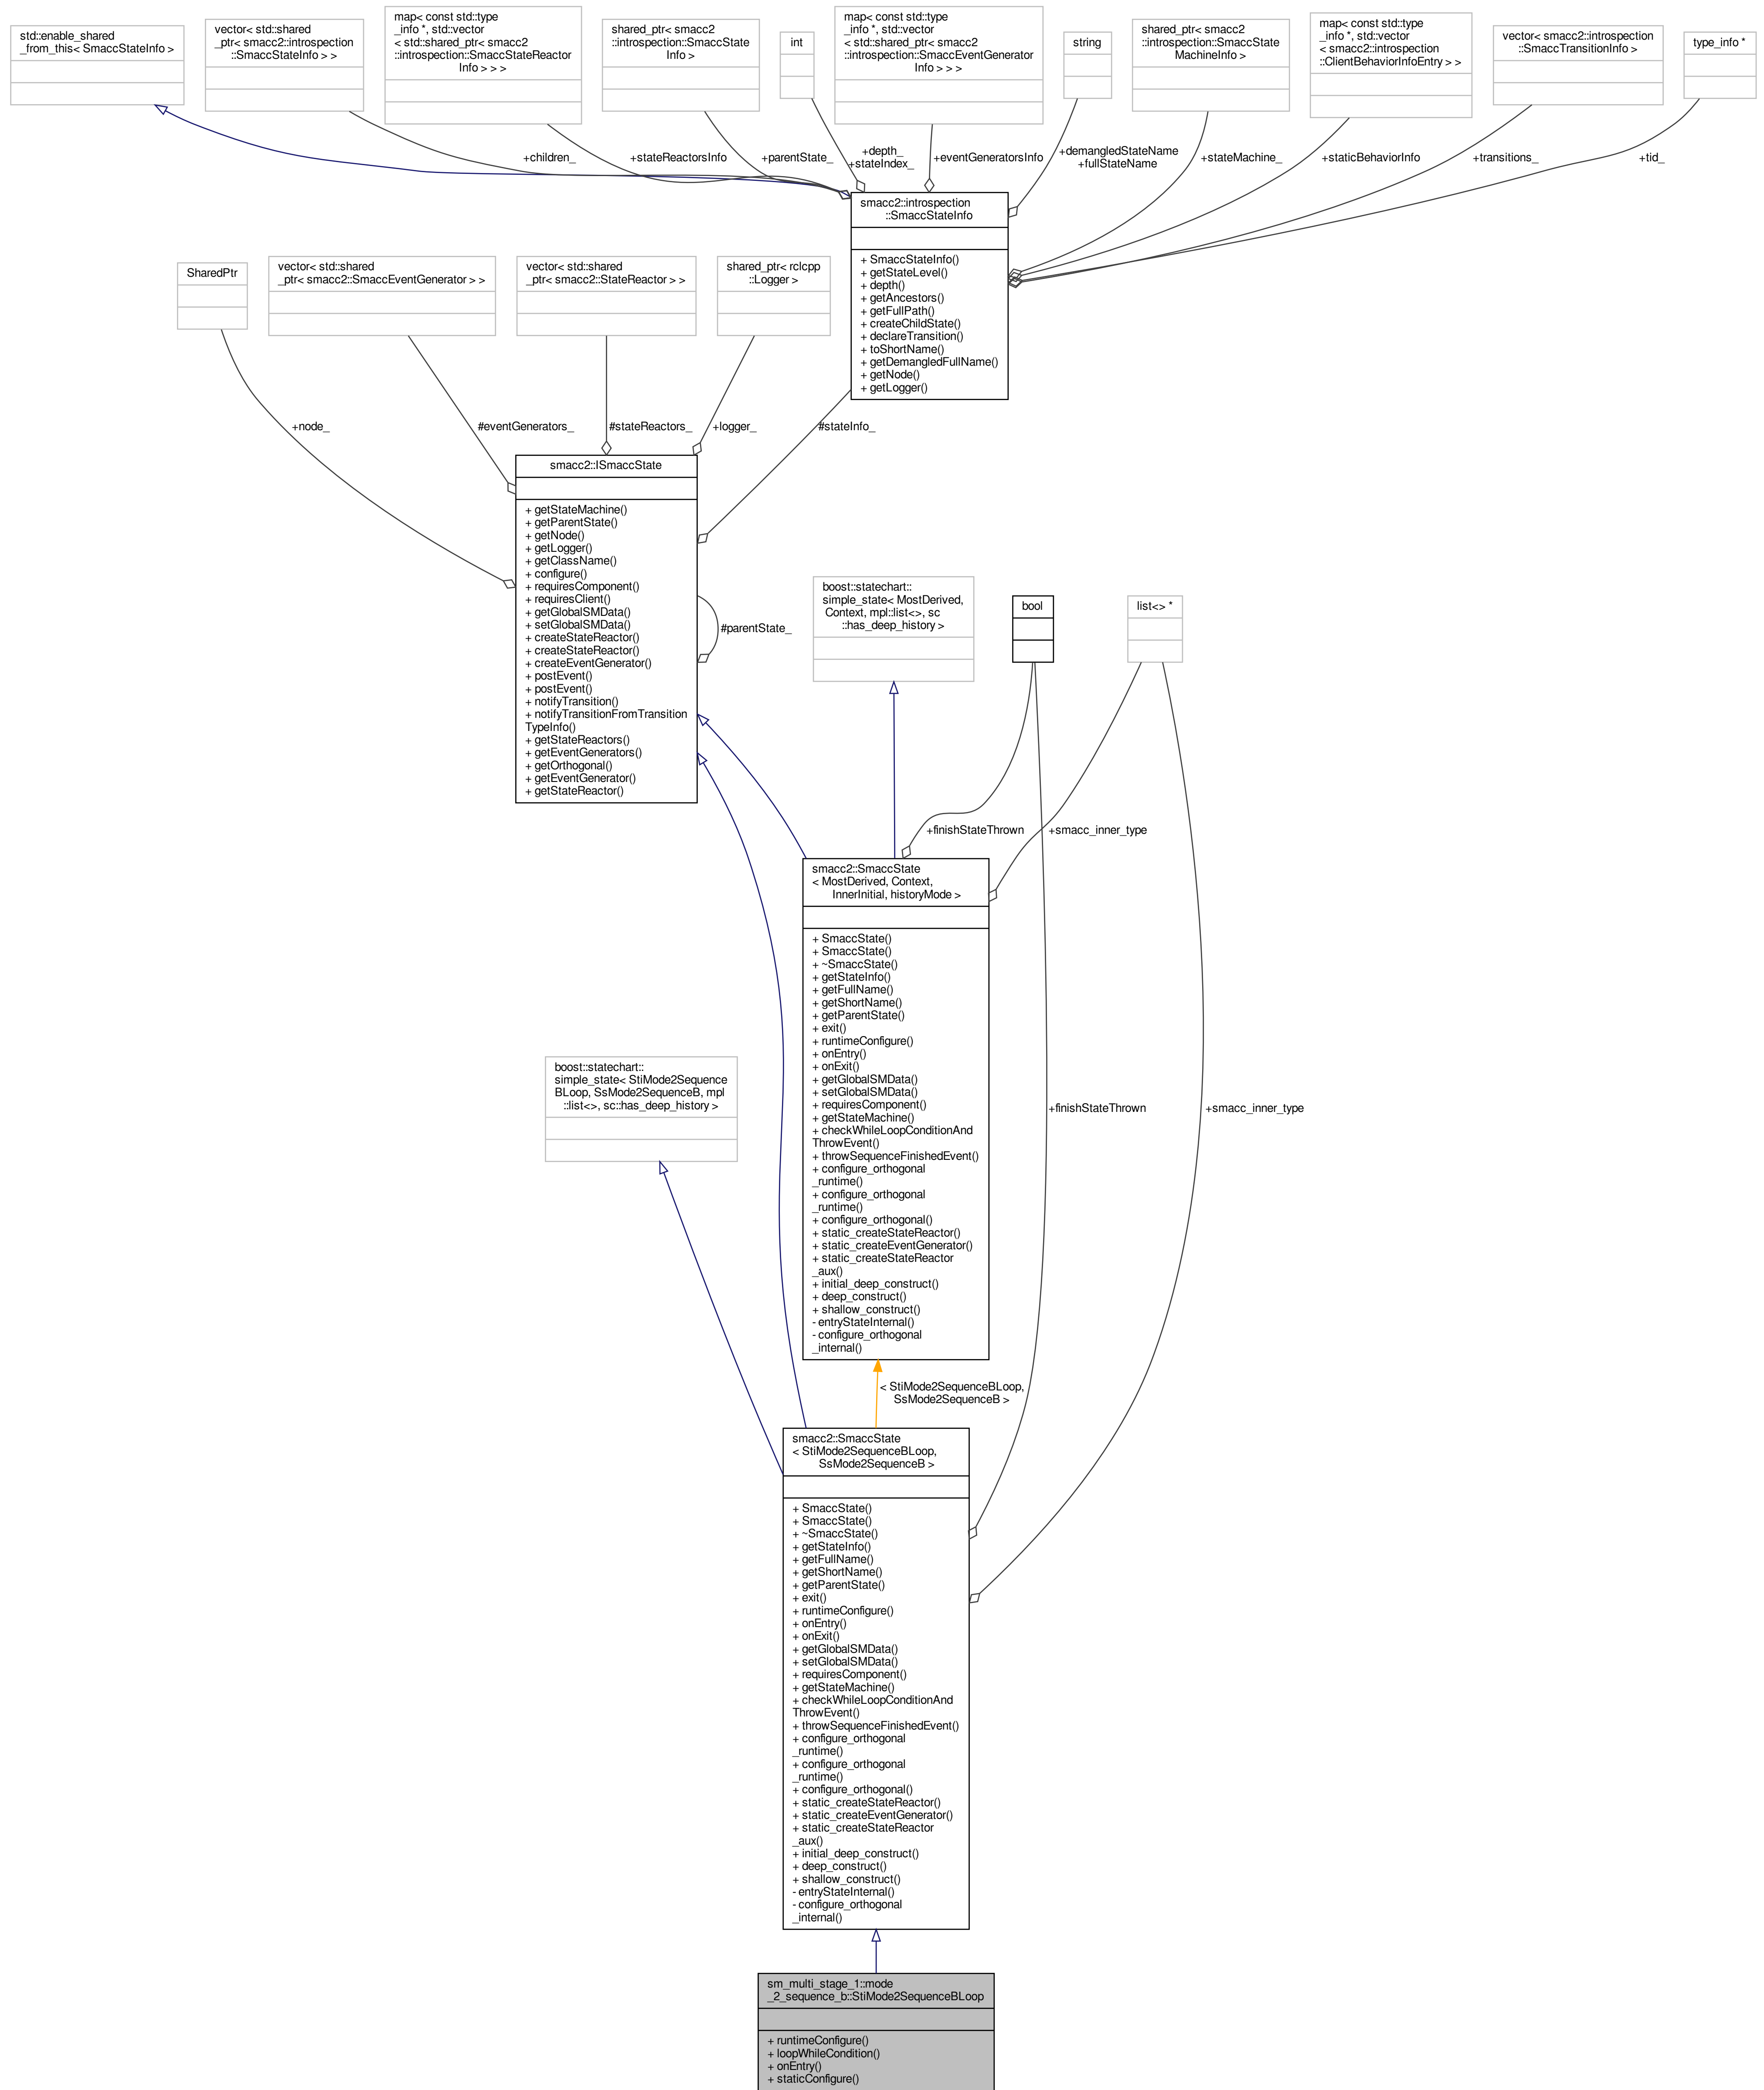 std::enable_shared
_from_this< SmaccStateInfo >
vector< std::shared
_ptr< smacc2::introspection
::SmaccStateInfo > >
map< const std::type
_info *, std::vector
< std::shared_ptr< smacc2
::introspection::SmaccStateReactor
Info > > >
shared_ptr< smacc2
::introspection::SmaccState
Info >
int
map< const std::type
_info *, std::vector
< std::shared_ptr< smacc2
::introspection::SmaccEventGenerator
Info > > >
string
shared_ptr< smacc2
::introspection::SmaccState
MachineInfo >
map< const std::type
_info *, std::vector
< smacc2::introspection
::ClientBehaviorInfoEntry > >
vector< smacc2::introspection
::SmaccTransitionInfo >
type_info *
+children_
+stateReactorsInfo
+parentState_
+depth_
+stateIndex_
+eventGeneratorsInfo
+demangledStateName
+fullStateName
+stateMachine_
+staticBehaviorInfo
+transitions_
+tid_
smacc2::introspection
::SmaccStateInfo
+ SmaccStateInfo()
+ getStateLevel()
+ depth()
+ getAncestors()
+ getFullPath()
+ createChildState()
+ declareTransition()
+ toShortName()
+ getDemangledFullName()
+ getNode()
+ getLogger()
SharedPtr
vector< std::shared
_ptr< smacc2::SmaccEventGenerator > >
vector< std::shared
_ptr< smacc2::StateReactor > >
shared_ptr< rclcpp
::Logger >
+node_
#eventGenerators_
#stateReactors_
+logger_
#stateInfo_
smacc2::ISmaccState
+ getStateMachine()
+ getParentState()
+ getNode()
+ getLogger()
+ getClassName()
+ configure()
+ requiresComponent()
+ requiresClient()
+ getGlobalSMData()
+ setGlobalSMData()
+ createStateReactor()
+ createStateReactor()
+ createEventGenerator()
+ postEvent()
+ postEvent()
+ notifyTransition()
+ notifyTransitionFromTransition
TypeInfo()
+ getStateReactors()
+ getEventGenerators()
+ getOrthogonal()
+ getEventGenerator()
+ getStateReactor()
#parentState_
boost::statechart::
simple_state< MostDerived,
Context, mpl::list<>, sc
::has_deep_history >
bool
list<> *
+finishStateThrown
+smacc_inner_type
smacc2::SmaccState
< MostDerived, Context,
InnerInitial, historyMode >
+ SmaccState()
+ SmaccState()
+ ~SmaccState()
+ getStateInfo()
+ getFullName()
+ getShortName()
+ getParentState()
+ exit()
+ runtimeConfigure()
+ onEntry()
+ onExit()
+ getGlobalSMData()
+ setGlobalSMData()
+ requiresComponent()
+ getStateMachine()
+ checkWhileLoopConditionAnd
ThrowEvent()
+ throwSequenceFinishedEvent()
+ configure_orthogonal
_runtime()
+ configure_orthogonal
_runtime()
+ configure_orthogonal()
+ static_createStateReactor()
+ static_createEventGenerator()
+ static_createStateReactor
_aux()
+ initial_deep_construct()
+ deep_construct()
+ shallow_construct()
- entryStateInternal()
- configure_orthogonal
_internal()
boost::statechart::
simple_state< StiMode2Sequence
BLoop, SsMode2SequenceB, mpl
::list<>, sc::has_deep_history >
+finishStateThrown
+smacc_inner_type
< StiMode2SequenceBLoop,
SsMode2SequenceB >
smacc2::SmaccState
< StiMode2SequenceBLoop,
SsMode2SequenceB >
+ SmaccState()
+ SmaccState()
+ ~SmaccState()
+ getStateInfo()
+ getFullName()
+ getShortName()
+ getParentState()
+ exit()
+ runtimeConfigure()
+ onEntry()
+ onExit()
+ getGlobalSMData()
+ setGlobalSMData()
+ requiresComponent()
+ getStateMachine()
+ checkWhileLoopConditionAnd
ThrowEvent()
+ throwSequenceFinishedEvent()
+ configure_orthogonal
_runtime()
+ configure_orthogonal
_runtime()
+ configure_orthogonal()
+ static_createStateReactor()
+ static_createEventGenerator()
+ static_createStateReactor
_aux()
+ initial_deep_construct()
+ deep_construct()
+ shallow_construct()
- entryStateInternal()
- configure_orthogonal
_internal()
sm_multi_stage_1::mode
_2_sequence_b::StiMode2SequenceBLoop
+ runtimeConfigure()
+ loopWhileCondition()
+ onEntry()
+ staticConfigure()